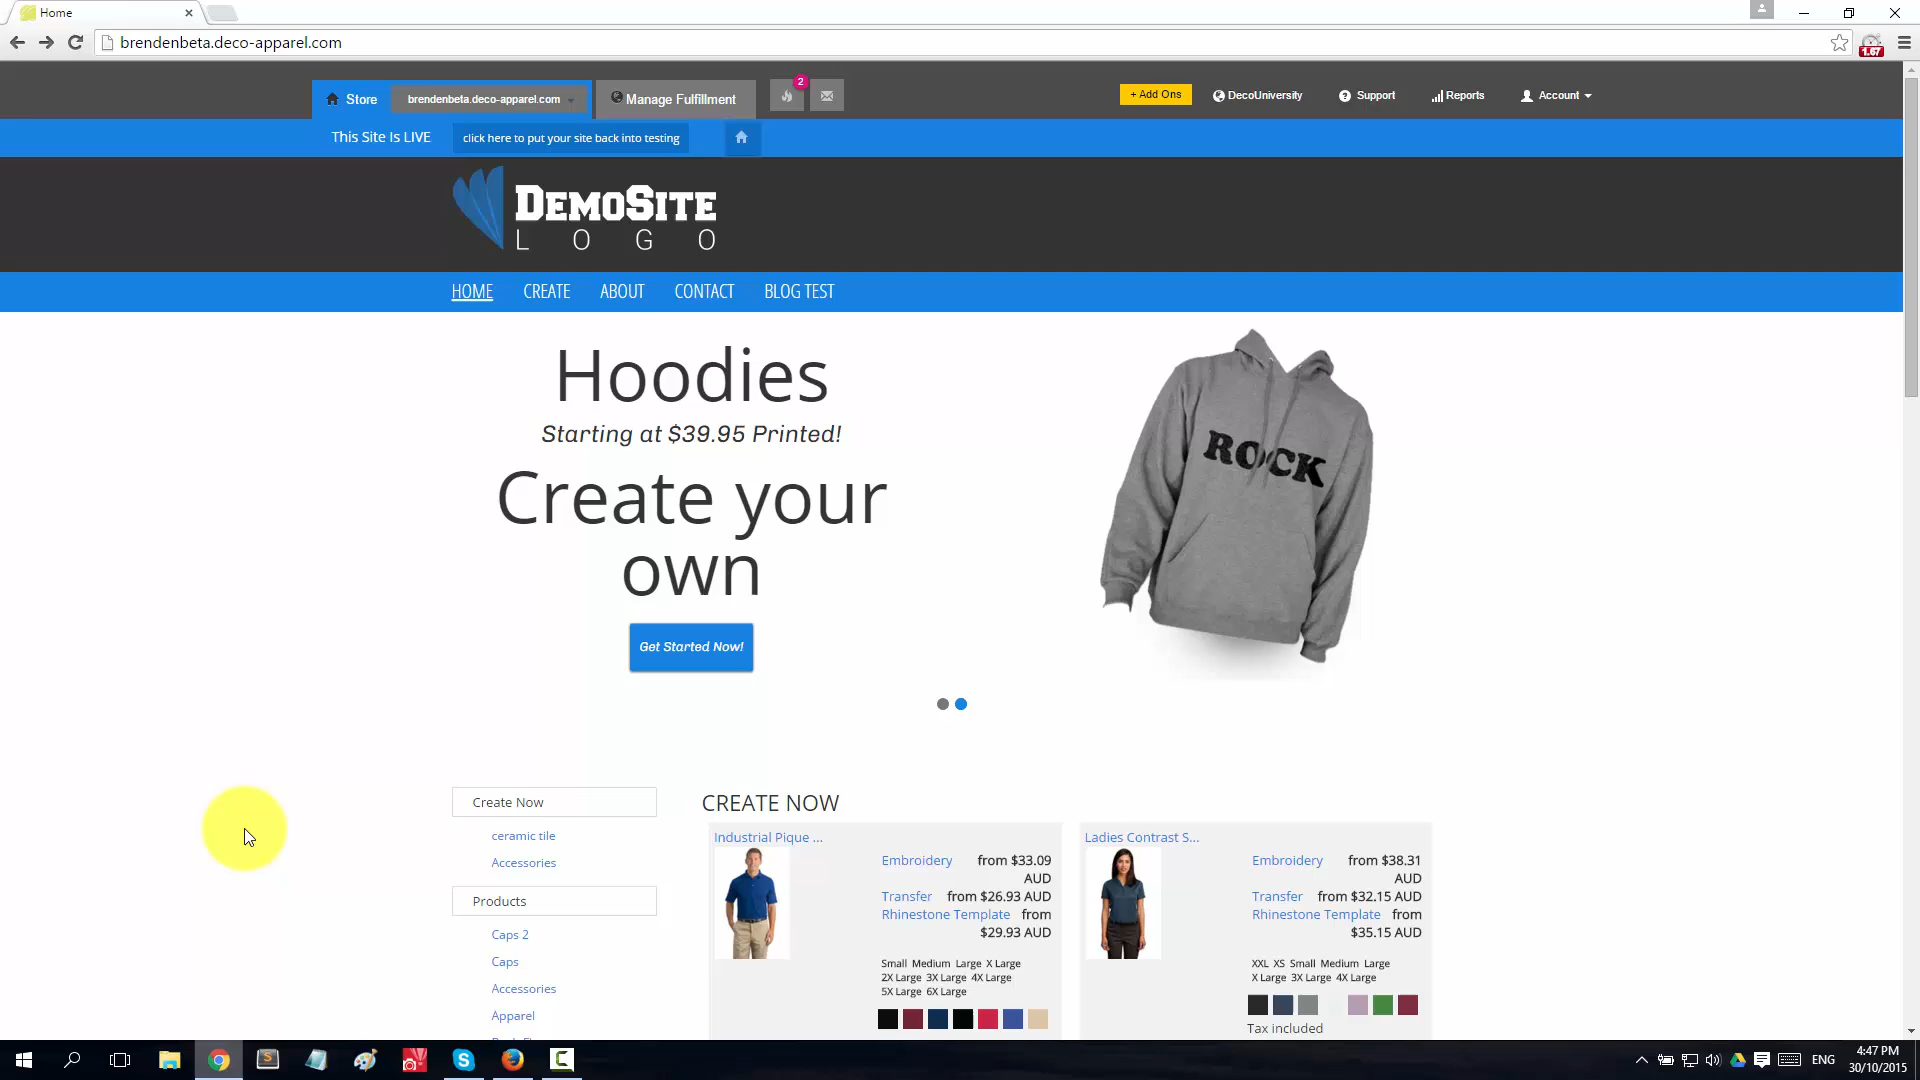 Home
brendenbeta.deco-apparel.com
1.67
Store
brendenbeta.deco-apparel.com
Manage Fulfillment
2
+ Add Ons
DecoUniversity
Support
Reports
Account
This Site Is LIVE
click here to put your site back into testing
DEMOSITE
LOGO
HOME CREATE ABOUT CONTACT BLOG TEST
Hoodies
Starting at $39.95 Printed!
Create your
own
Get Started Now!
ROCK
Create Now
ceramic tile
Accessories
Products
Caps 2
Caps
Accessories
Apparel
CREATE NOW
Industrial Pique ...
Embroidery from $33.09
AUD
Transfer from $26.93 AUD
Rhinestone Template from
$29.93 AUD
Small Medium Large X Large
2X Large 3X Large 4X Large
5X Large 6X Large
Ladies Contrast S...
Embroidery from $38.31
AUD
Transfer from $32.15 AUD
Rhinestone Template from
$35.15 AUD
XXL XS Small Medium Large
X Large 3X Large 4X Large
Tax included
ENG
4:47 PM
30/10/2015